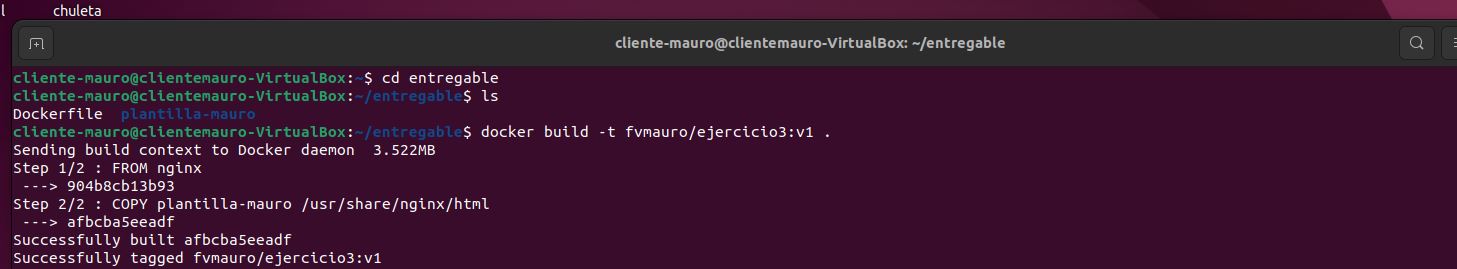 l chuleta
cliente-mauro@clientemauro-VirtualBox: ~/entregable
cliente-mauro@clientemauro-VirtualBox:~$ cd entregable
cliente-mauro@clientemauro-VirtualBox:~/entregable$ ls
Dockerfile  plantilla-mauro
cliente-mauro@clientemauro-VirtualBox:~/entregable$ docker build -t fvmauro/ejercicio3:v1 .
Sending build context to Docker daemon  3.522MB
Step 1/2 : FROM nginx
 ---> 904b8cb13b93
Step 2/2 : COPY plantilla-mauro /usr/share/nginx/html
 ---> afbcba5eeadf
Successfully built afbcba5eeadf
Successfully tagged fvmauro/ejercicio3:v1